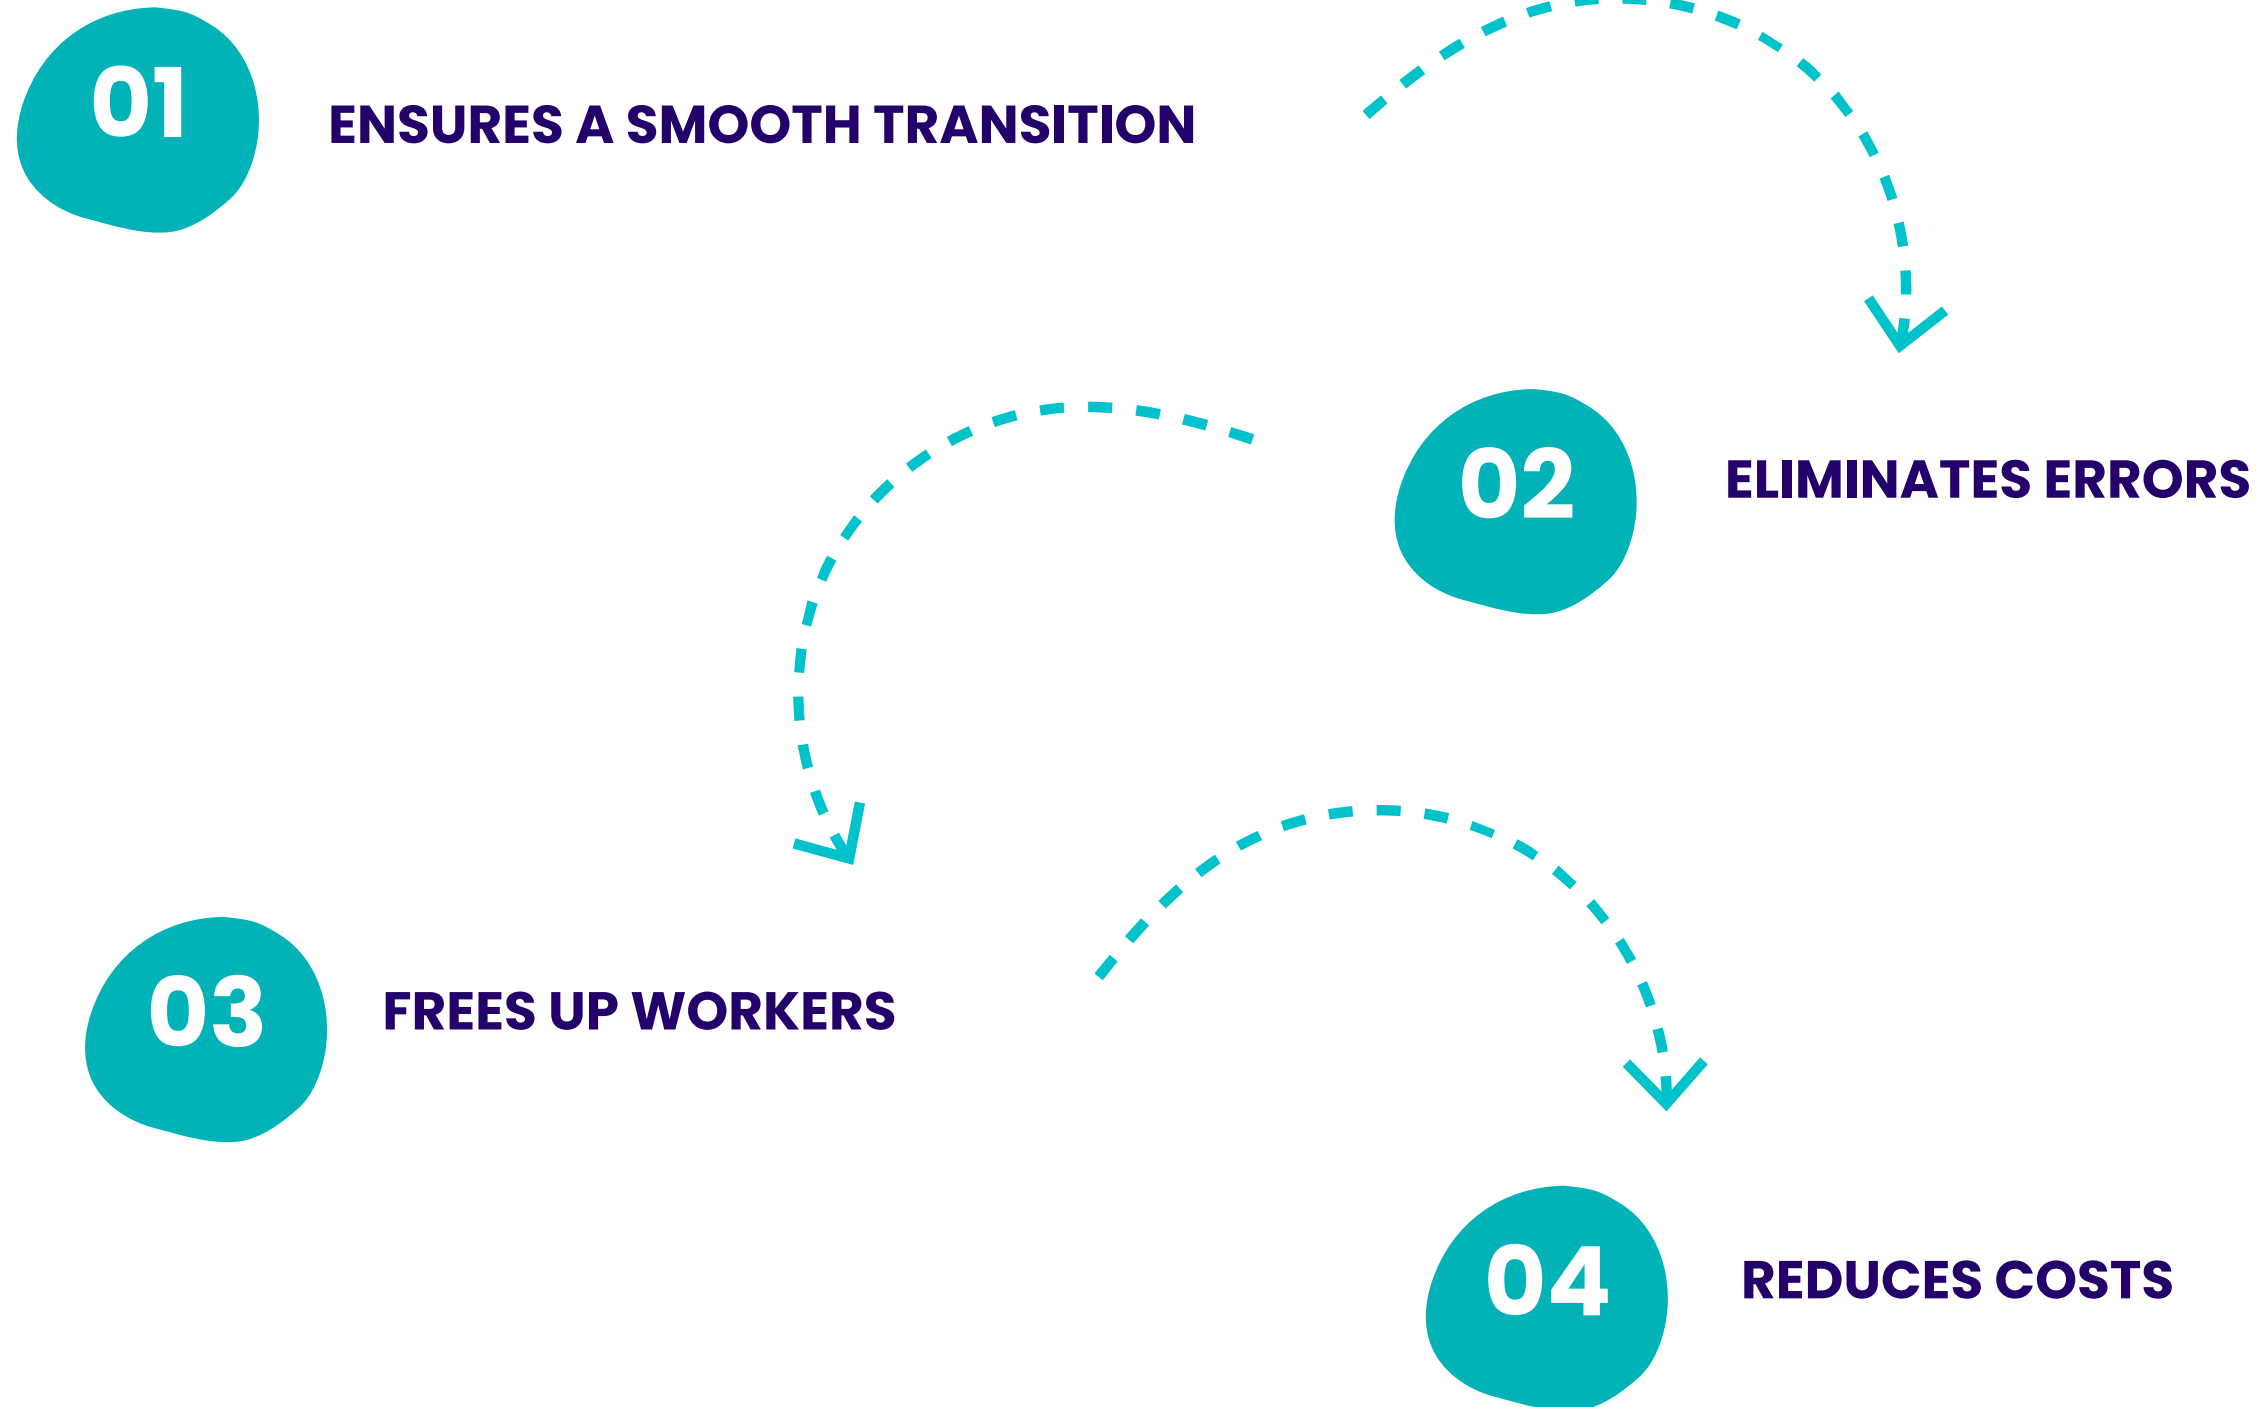 01
ENSURES A SMOOTH TRANSITION
02
ELIMINATES ERRORS
03
FREES UP WORKERS
04
REDUCES COSTS